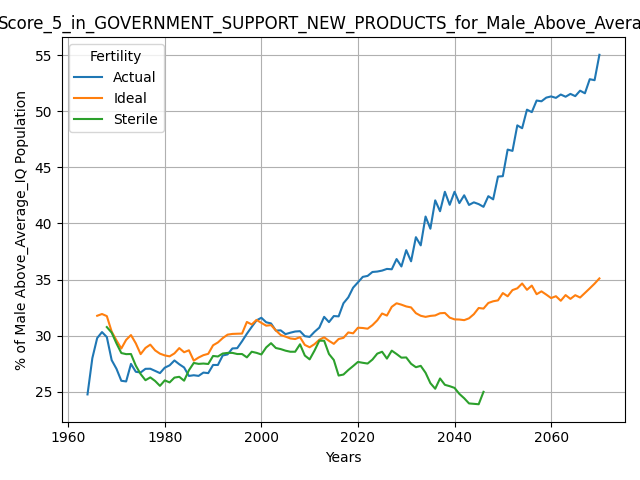 Score_5_in_GOVERNMENT_SUPPORT_NEW_PRODUCTS_for_Male_Above_Avera
Fertility
Actual
Ideal
Sterile
% of Male Above_Average_IQ Population
55
50
45
40
35
30
25
1960 1980 2000 2020 2040 2060
Years